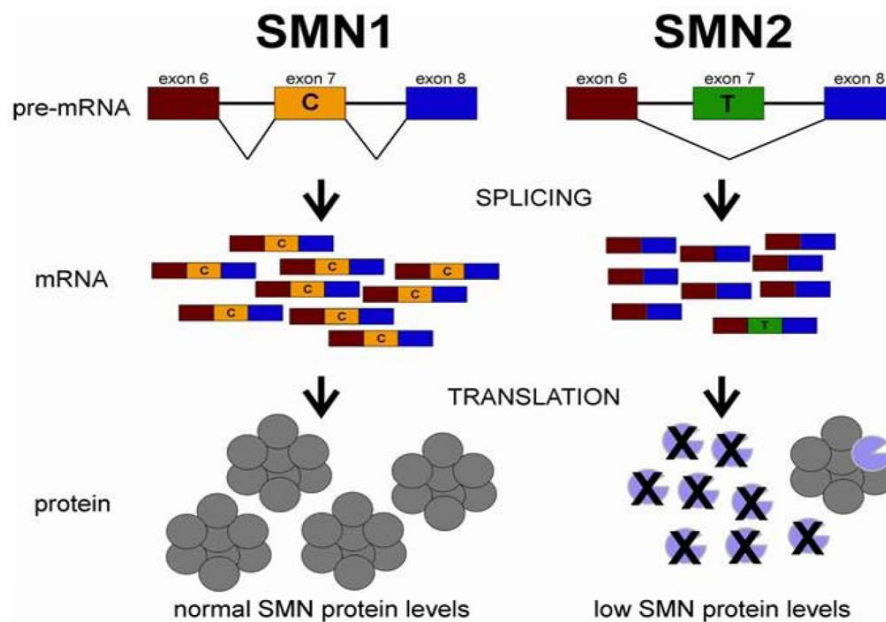 SMN1 SMN2
exon 6 exon 7 exon 8 exon 6 exon 7 exon 8
pre-mRNA C T
SPLICING
C
C C C
mRNA C C
C C
C T
TRANSLATION
X X
X X X
protein
X X X
normal SMN protein levels low SMN protein levels